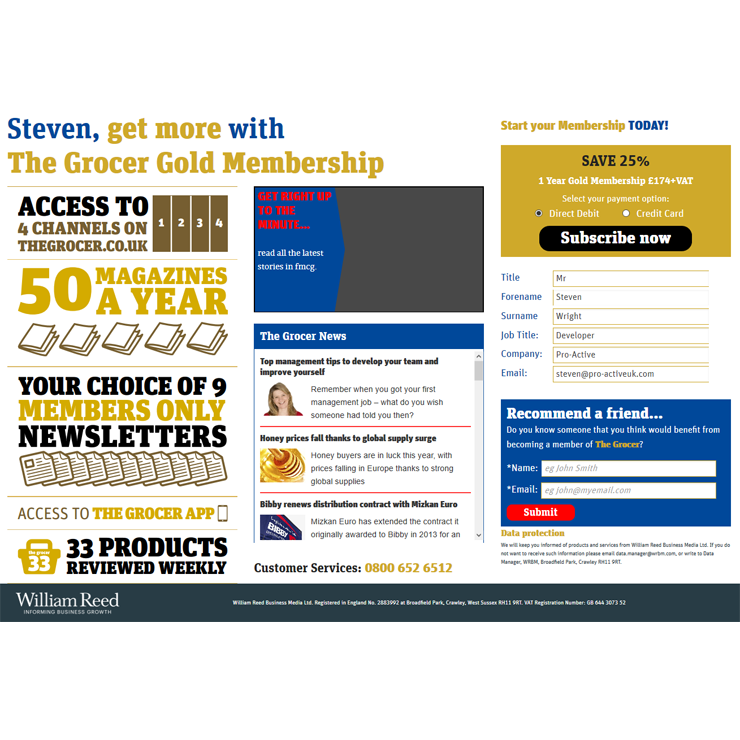 Steven, get more with
The Grocer Gold Membership
ACCESS TO
4 CHANNELS ON
THEGROCER.CO.UK
1 2 3 4
50 MAGAZINES
A YEAR
YOUR CHOICE OF 9
MEMBERS ONLY
NEWSLETTERS
ACCESS TO THE GROCER APP
the grocer
33
33 PRODUCTS
REVIEWED WEEKLY
GET RIGHT UP
TO THE
MINUTE...
read all the latest
stories in fmcg.
The Grocer News
Top management tips to develop your team and
improve yourself
Remember when you got your first
management job – what do you wish
someone had told you then?
Honey prices fall thanks to global supply surge
Honey buyers are in luck this year, with
prices falling in Europe thanks to strong
global supplies
Bibby renews distribution contract with Mizkan Euro
BIBBY
Mizkan Euro has extended the contract it
originally awarded to Bibby in 2013 for an
Customer Services: 0800 652 6512
Start your Membership TODAY!
SAVE 25%
1 Year Gold Membership £174+VAT
Select your payment option:
Direct Debit Credit Card
Subscribe now
Title Mr
Forename Steven
Surname Wright
Job Title: Developer
Company: Pro-Active
Email: steven@pro-activeuk.com
Recommend a friend...
Do you know someone that you think would benefit from
becoming a member of The Grocer?
*Name: eg John Smith
*Email: eg john@myemail.com
Submit
Data protection
We will keep you informed of products and services from William Reed Business Media Ltd. If you do
not want to receive such information please email data.manager@wrbm.com, or write to Data
Manager, WRBM, Broadfield Park, Crawley RH11 9RT.
William Reed
INFORMING BUSINESS GROWTH
William Reed Business Media Ltd. Registered in England No. 2883992 at Broadfield Park, Crawley, West Sussex RH11 9RT. VAT Registration Number: GB 644 3073 52